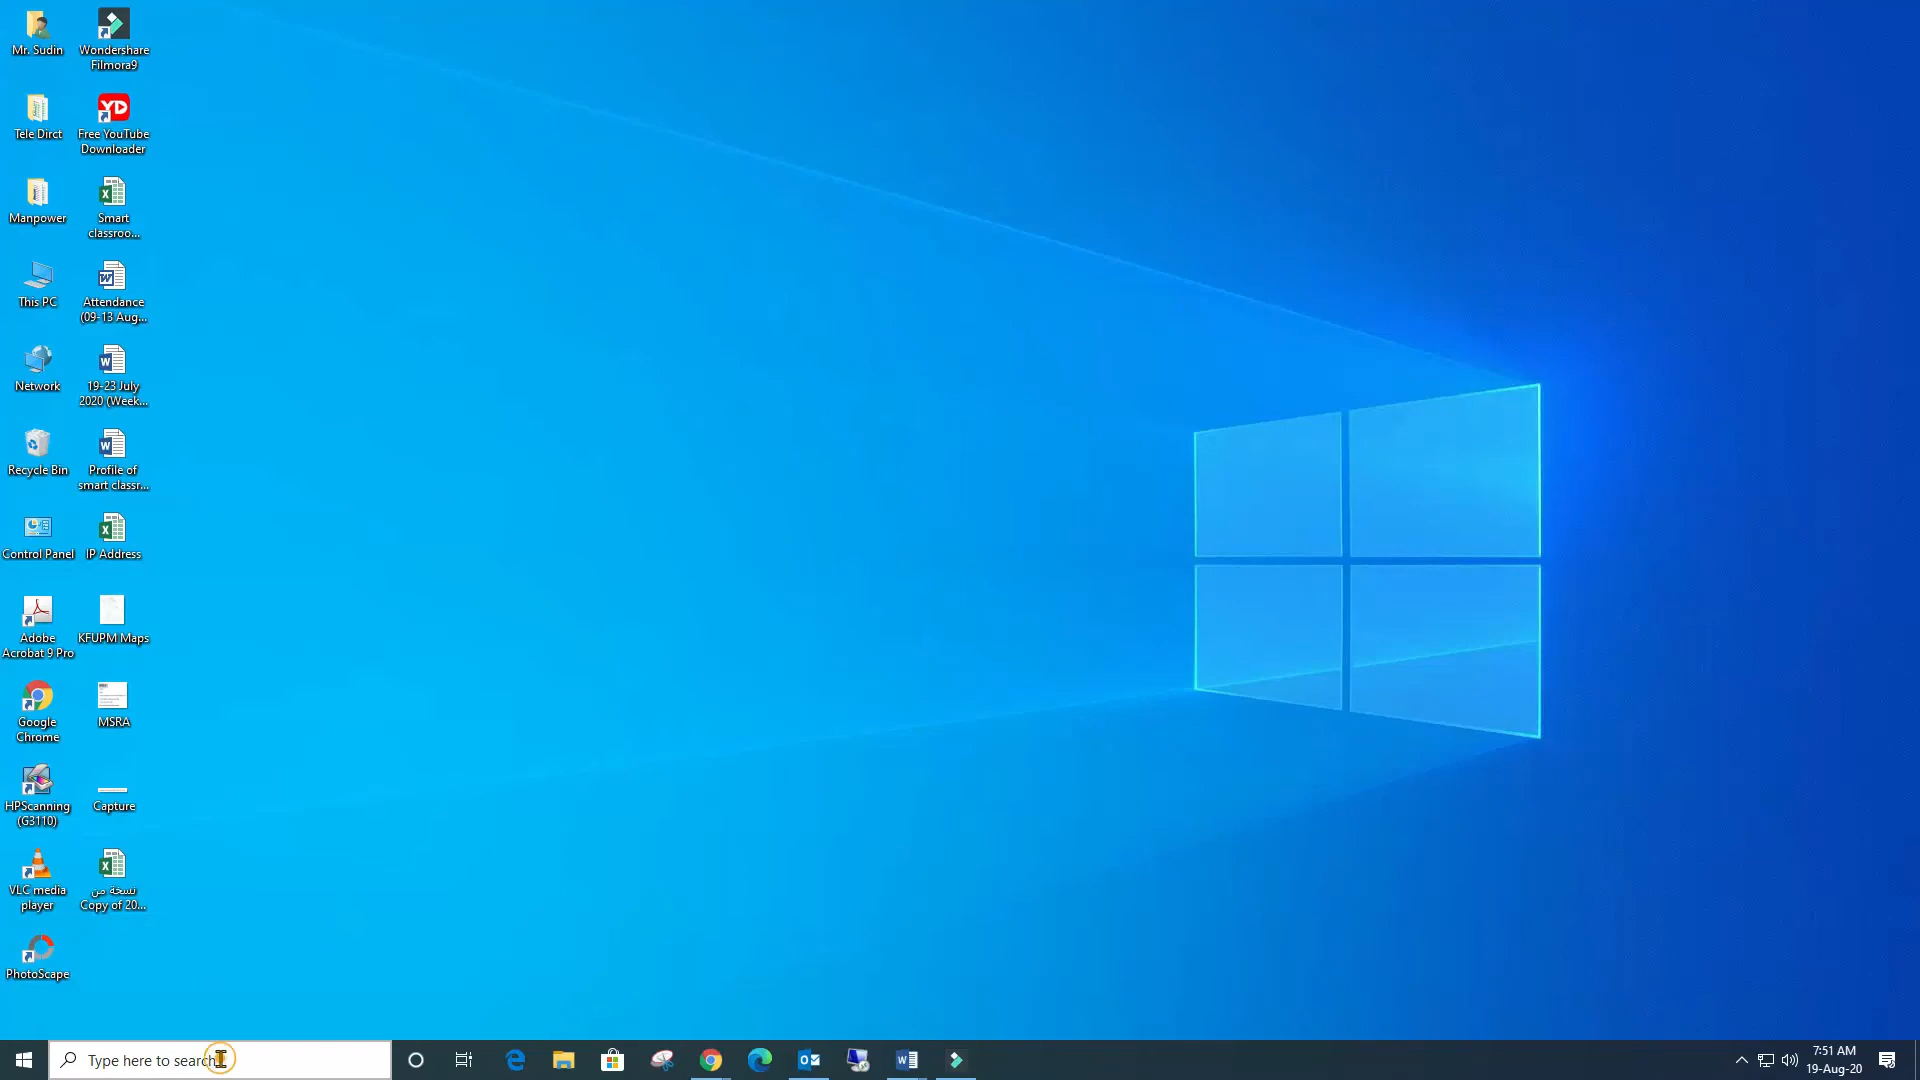 Mr. Sudin
Wondershare
Filmora9
Tele Dirct
YD
Free YouTube
Downloader
Manpower
Smart
classroo...
This PC
Attendance
(09-13 Aug...
Network
19-23 July
2020 (Week...
Recycle Bin
Profile of
smart classr...
Control Panel
IP Address
Adobe
Acrobat 9 Pro
KFUPM Maps
Google
Chrome
MSRA
HPScanning
(G3110)
Capture
VLC media
player
نسخة من
Copy of 20...
PhotoScape
Type here to search
7:51 AM
19-Aug-20